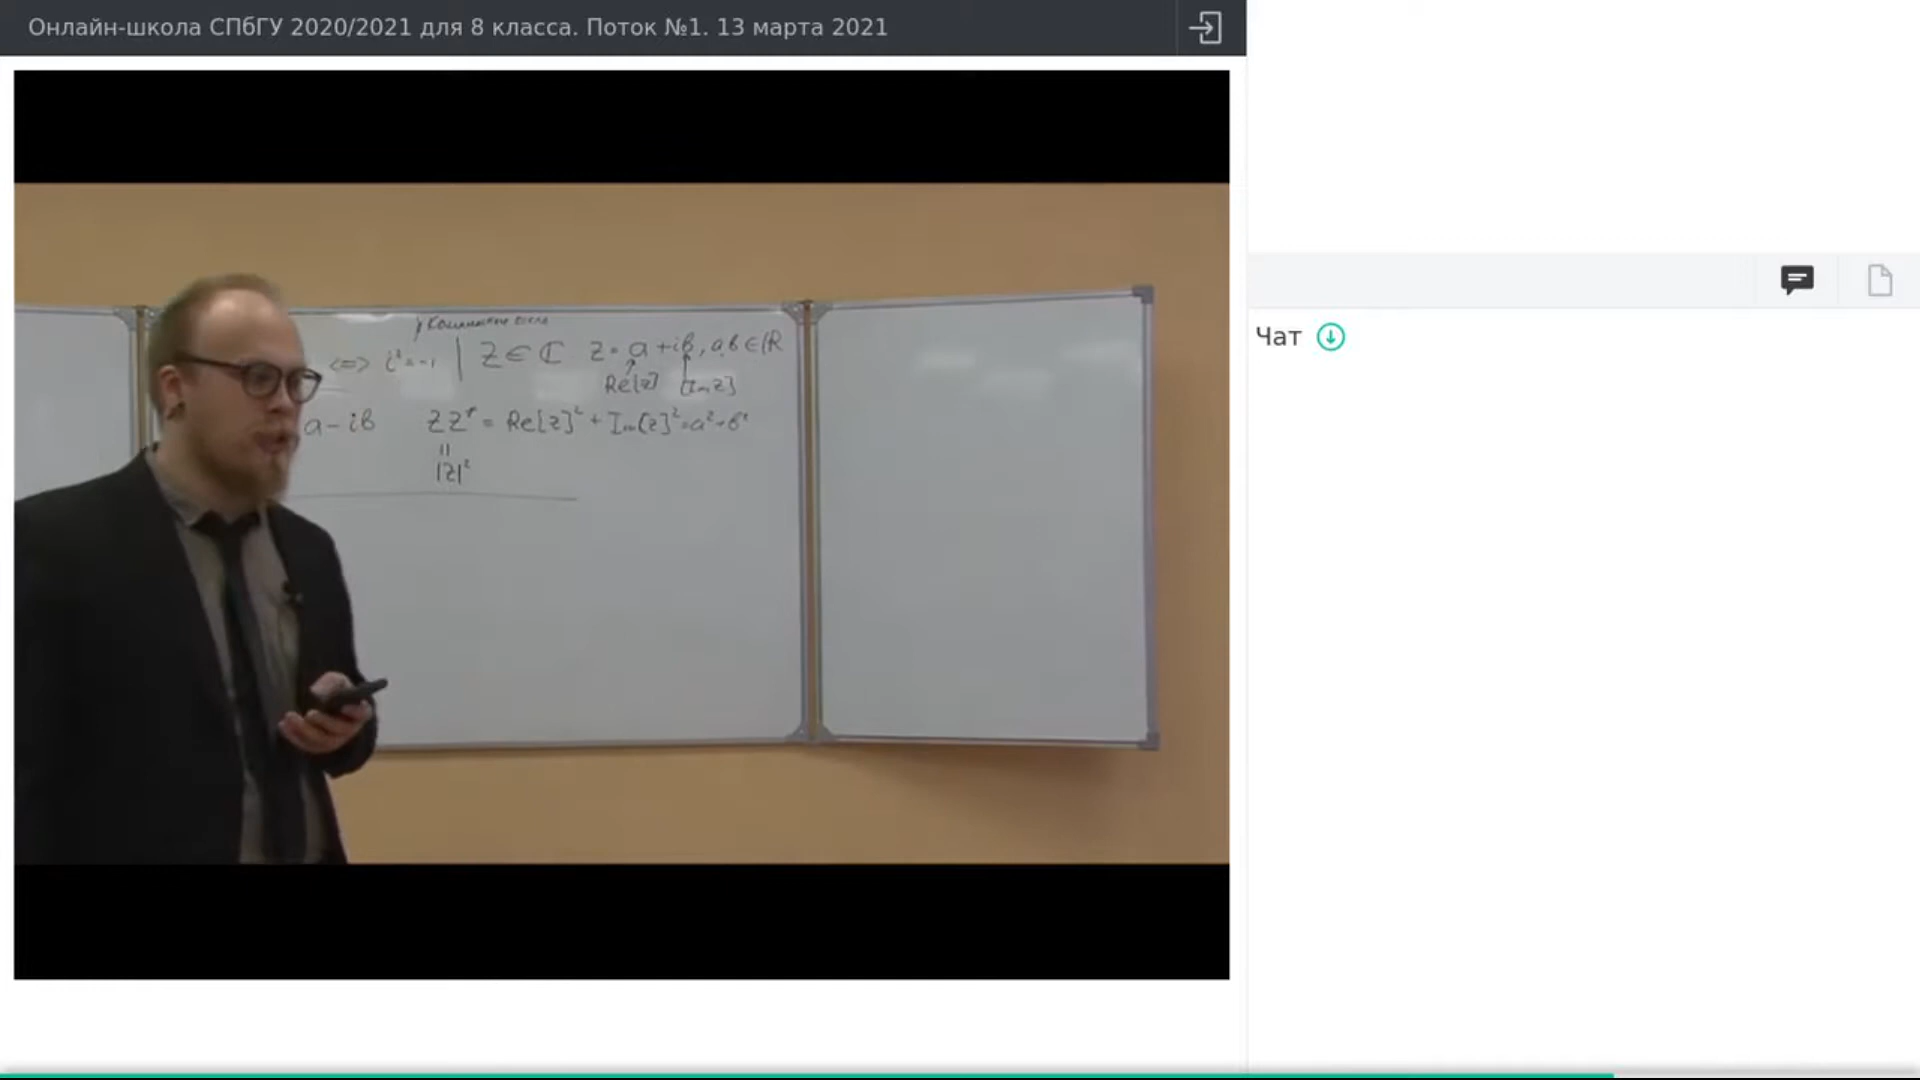 Онлайн-школа СПбГУ 2020/2021 для 8 класса. Поток №1. 13 марта 2021
Чат
⇔ i² = -1 | Z ∈ ℂ z = a + ib, a, b ∈ ℝ
Re[z] Im[z]
a - ib zz* = Re[z]² + Im[z]² = a² + b²
||
|z|²